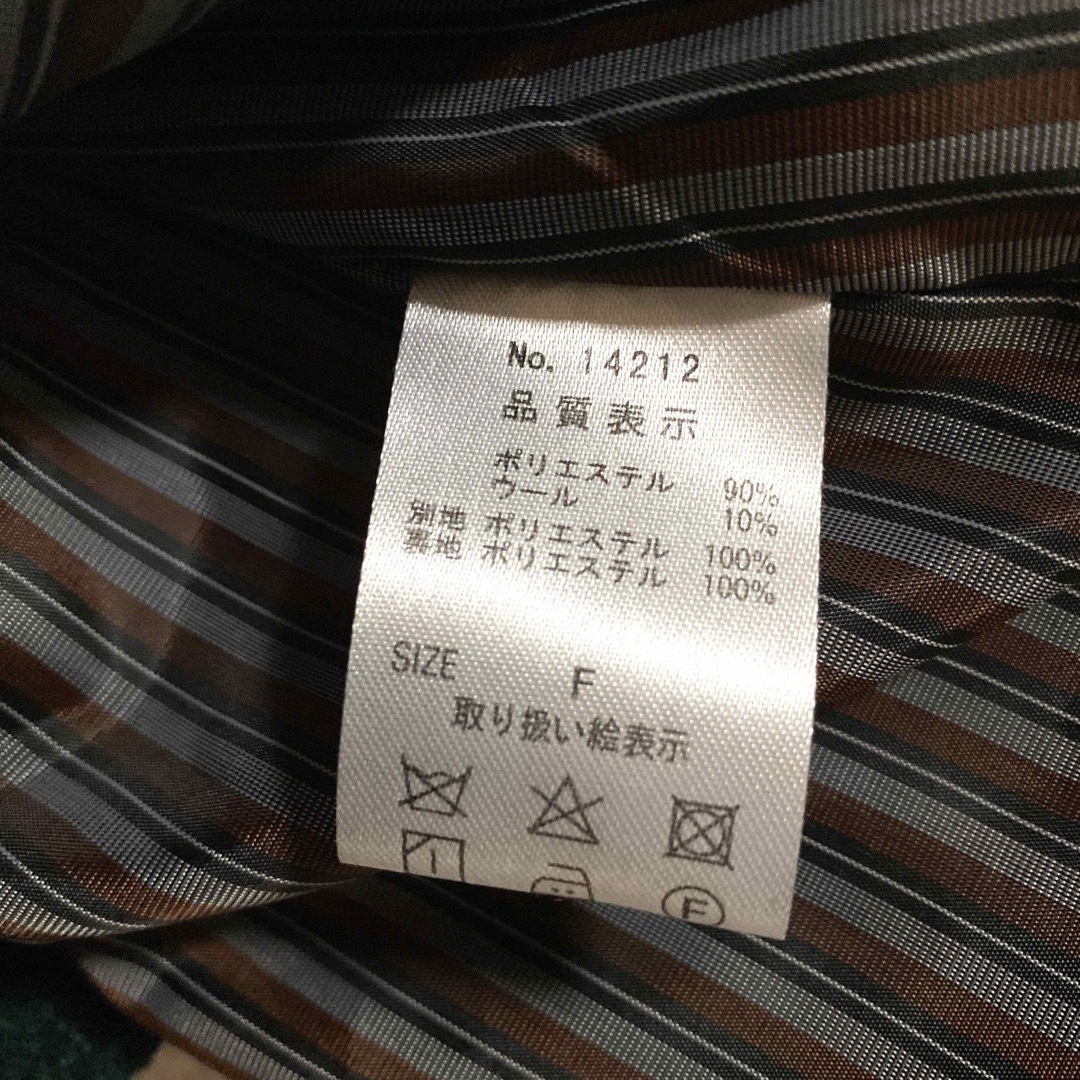 No. 14212
品質表示
ポリエステル 90%
ウール 10%
別地 ポリエステル 100%
裏地 ポリエステル 100%
SIZE F
取り扱い絵表示
F